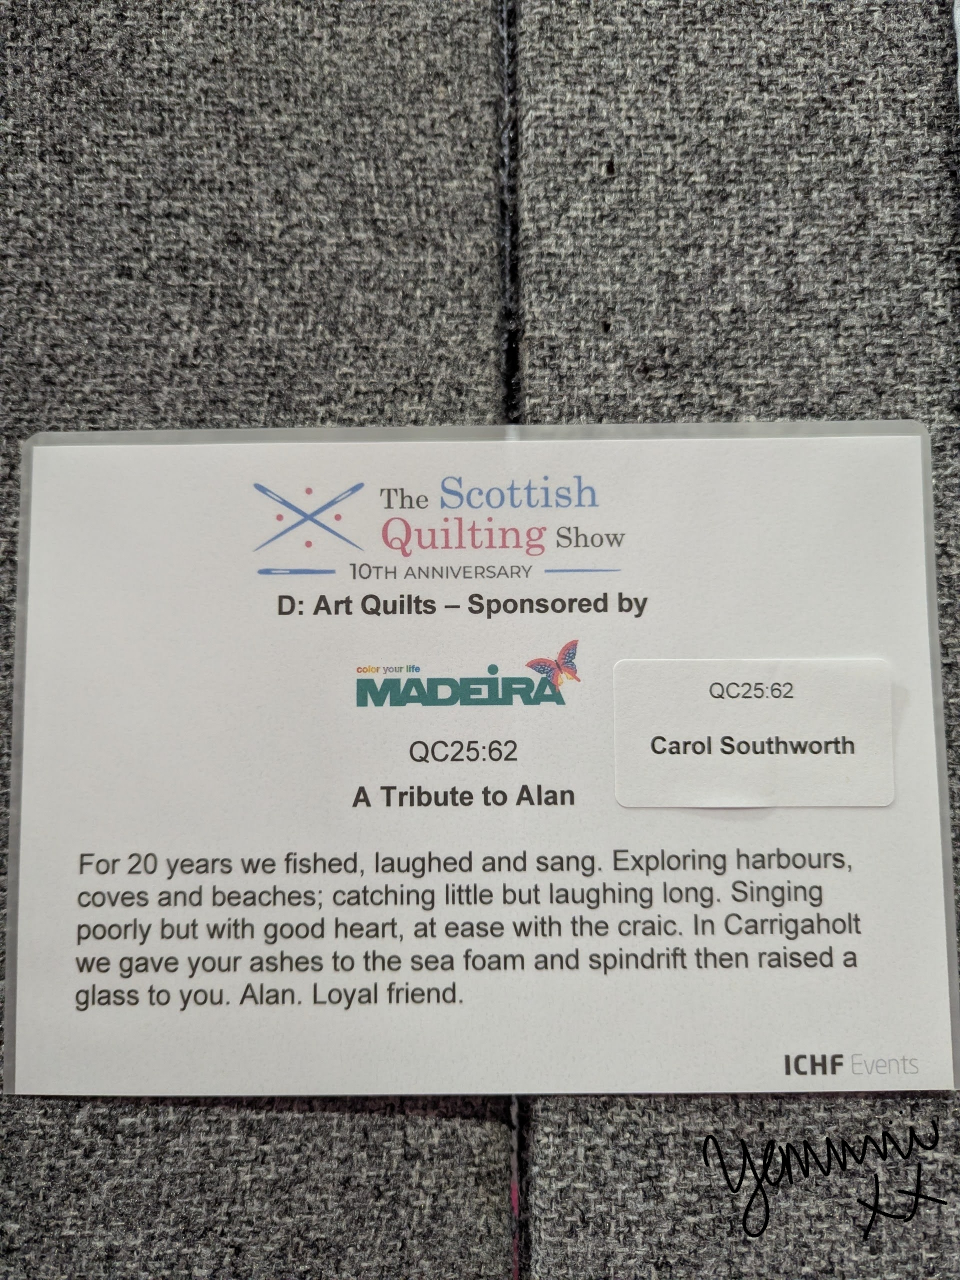 The Scottish
Quilting Show
10TH ANNIVERSARY
D: Art Quilts – Sponsored by
color your life
MADEiRA
QC25:62
A Tribute to Alan
QC25:62
Carol Southworth
For 20 years we fished, laughed and sang. Exploring harbours,
coves and beaches; catching little but laughing long. Singing
poorly but with good heart, at ease with the craic. In Carrigaholt
we gave your ashes to the sea foam and spindrift then raised a
glass to you. Alan. Loyal friend.
ICHF Events
xx